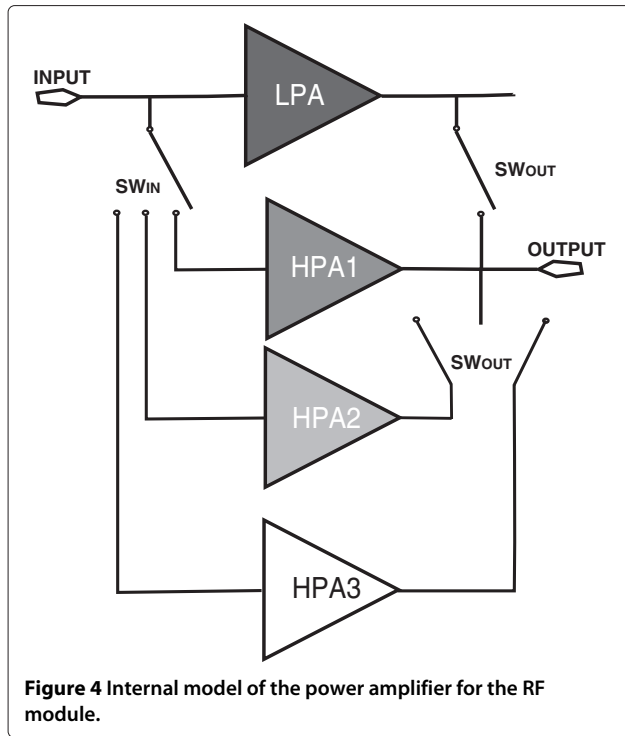 INPUT
LPA
SWIN
SWOUT
HPA1
OUTPUT
SWOUT
HPA2
HPA3
Figure 4 Internal model of the power amplifier for the RF
module.